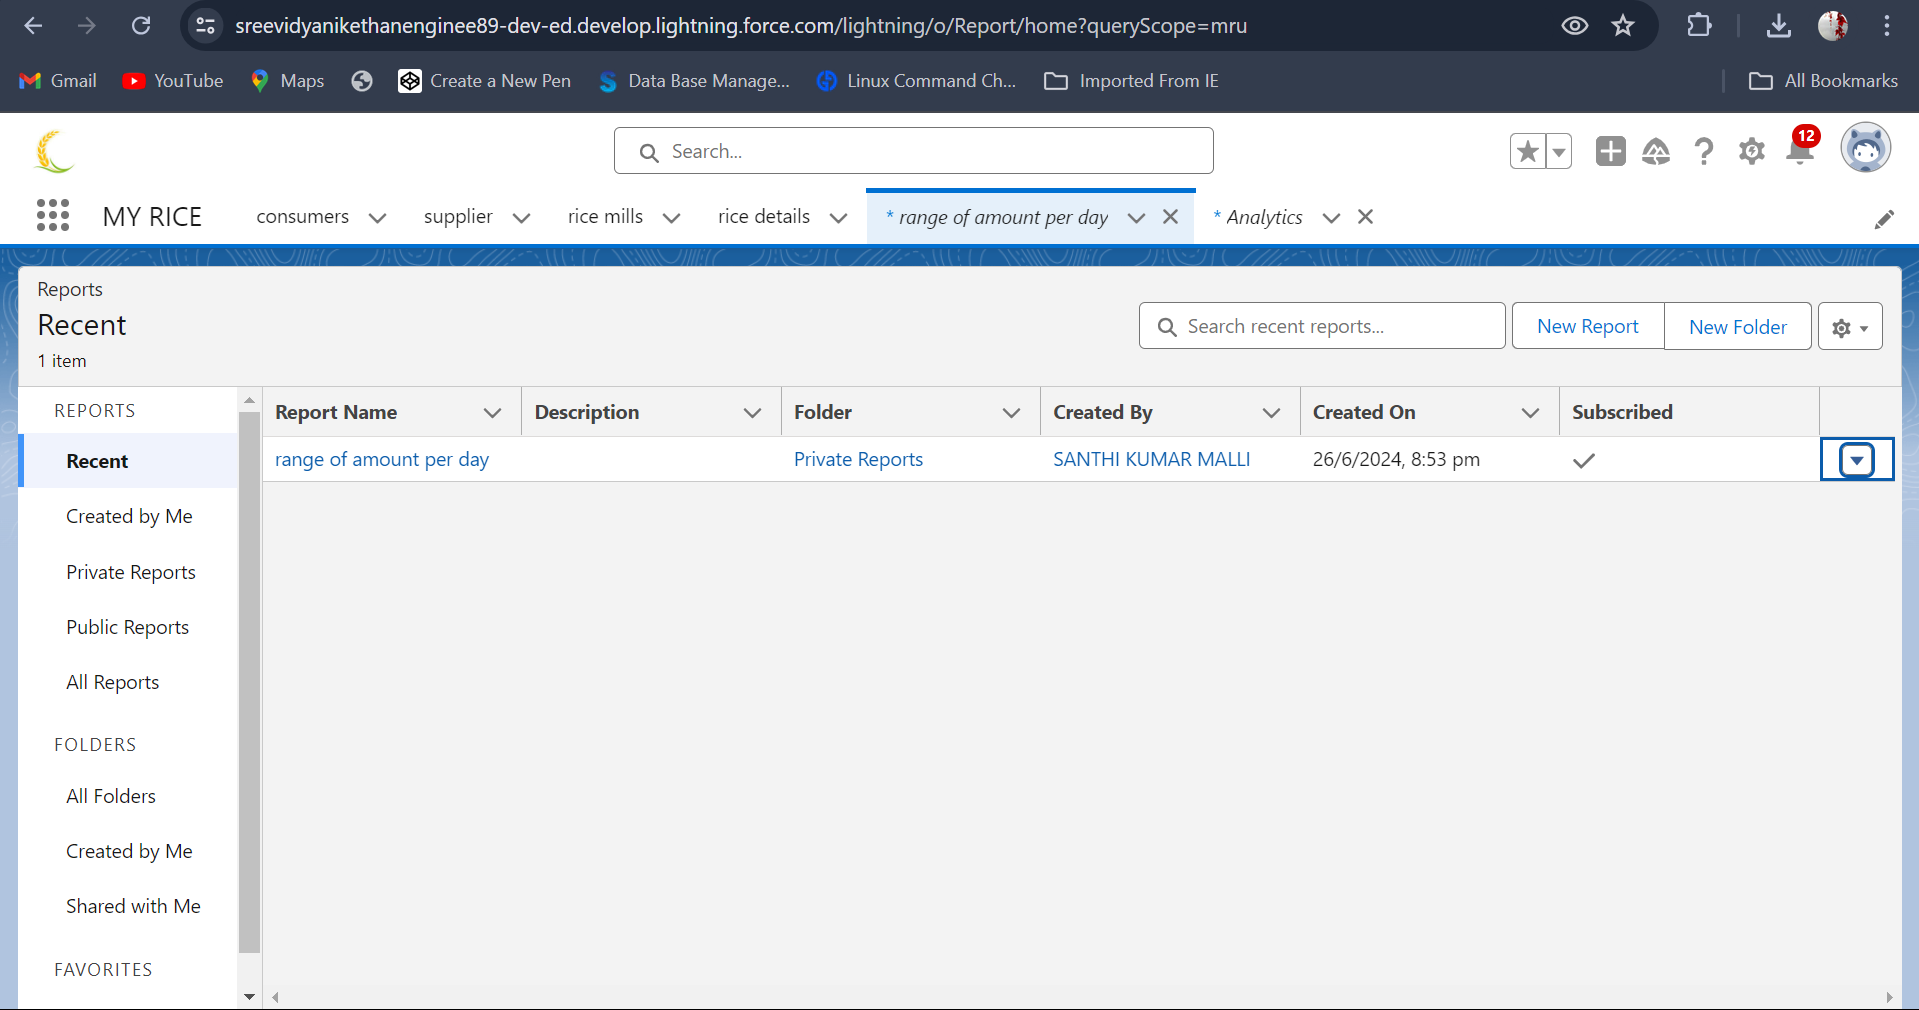 sreevidyanikethanenginee89-dev-ed.develop.lightning.force.com/lightning/o/Report/home?queryScope=mru
Gmail YouTube Maps Create a New Pen Data Base Manage... Linux Command Ch... Imported From IE All Bookmarks
Search...
12
MY RICE consumers supplier rice mills rice details * range of amount per day * Analytics
Reports
Recent
1 item
Search recent reports...
New Report
New Folder
REPORTS
Recent
Created by Me
Private Reports
Public Reports
All Reports
FOLDERS
All Folders
Created by Me
Shared with Me
FAVORITES
Report Name Description Folder Created By Created On Subscribed
range of amount per day Private Reports SANTHI KUMAR MALLI 26/6/2024, 8:53 pm